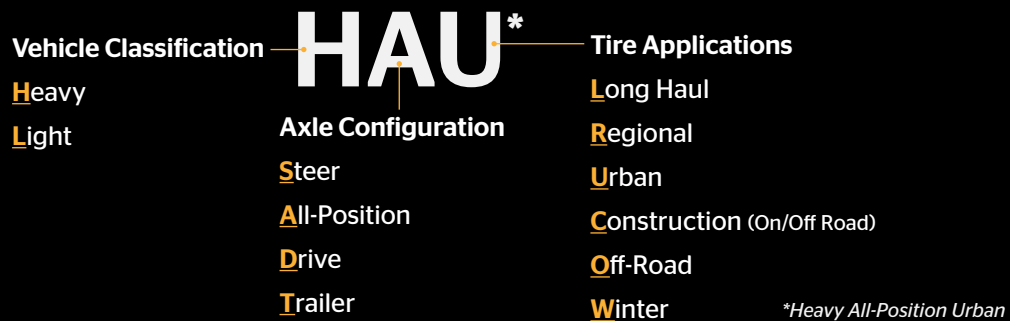 HAU*
Vehicle Classification
Heavy
Light
Axle Configuration
Steer
All-Position
Drive
Trailer
Tire Applications
Long Haul
Regional
Urban
Construction (On/Off Road)
Off-Road
Winter
*Heavy All-Position Urban